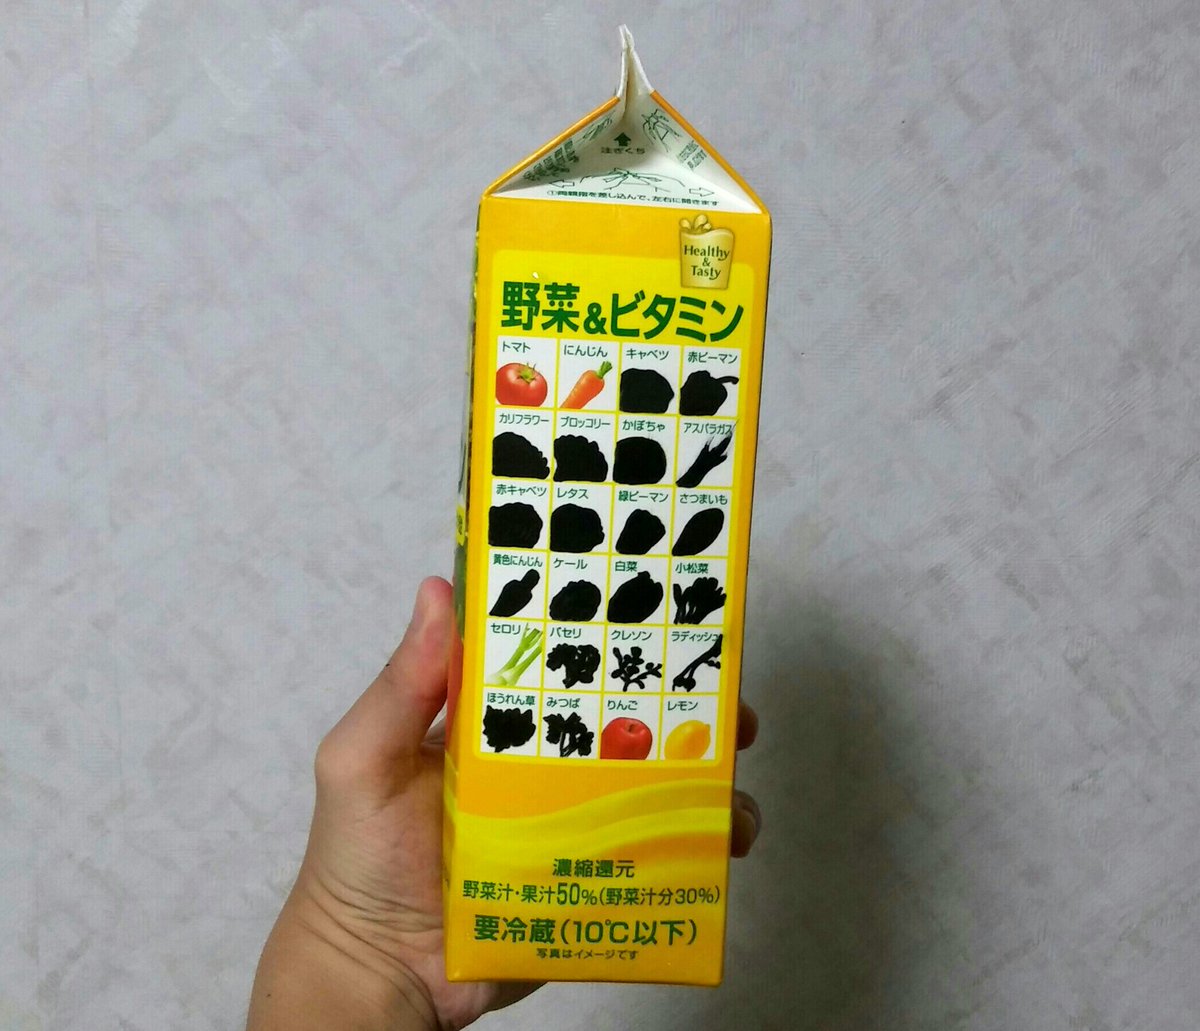 注ぎくち
①両親指を差し込んで、左右に開きます
Healthy
&
Tasty
野菜&ビタミン
トマト にんじん キャベツ 赤ピーマン
カリフラワー ブロッコリー かぼちゃ アスパラガス
赤キャベツ レタス 緑ピーマン さつまいも
黄色にんじん ケール 白菜 小松菜
セロリ パセリ クレソン ラディッシュ
ほうれん草 みつば りんご レモン
濃縮還元
野菜汁・果汁50%(野菜汁分30%)
要冷蔵(10℃以下)
写真はイメージです